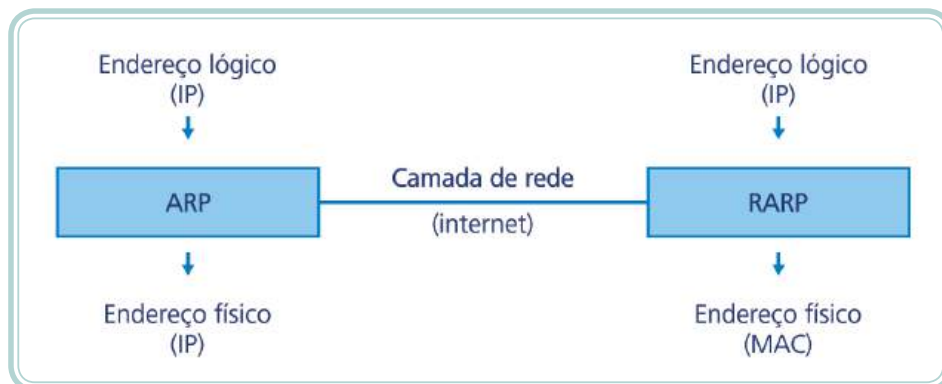 Endereço lógico
(IP)
ARP
Endereço físico
(IP)
Camada de rede
(internet)
Endereço lógico
(IP)
RARP
Endereço físico
(MAC)